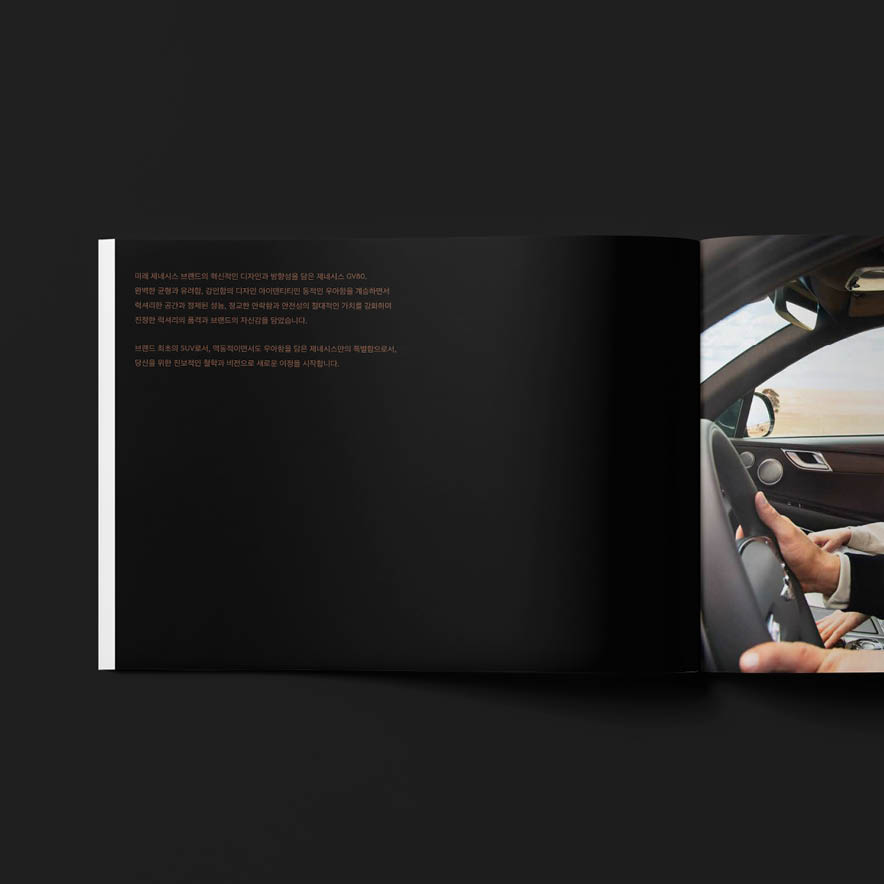 미래 제네시스 브랜드의 혁신적인 디자인과 방향성을 담은 제네시스 GV80.
완벽한 균형과 유려함, 강인함의 디자인 아이덴티티인 동적인 우아함을 계승하면서
럭셔리한 공간과 정제된 성능, 정교한 안락함과 안전성의 절대적인 가치를 강화하여
진정한 럭셔리의 품격과 브랜드의 자신감을 담았습니다.
브랜드 최초의 SUV로서, 역동적이면서도 우아함을 담은 제네시스만의 특별함으로서,
당신을 위한 진보적인 철학과 비전으로 새로운 여정을 시작합니다.